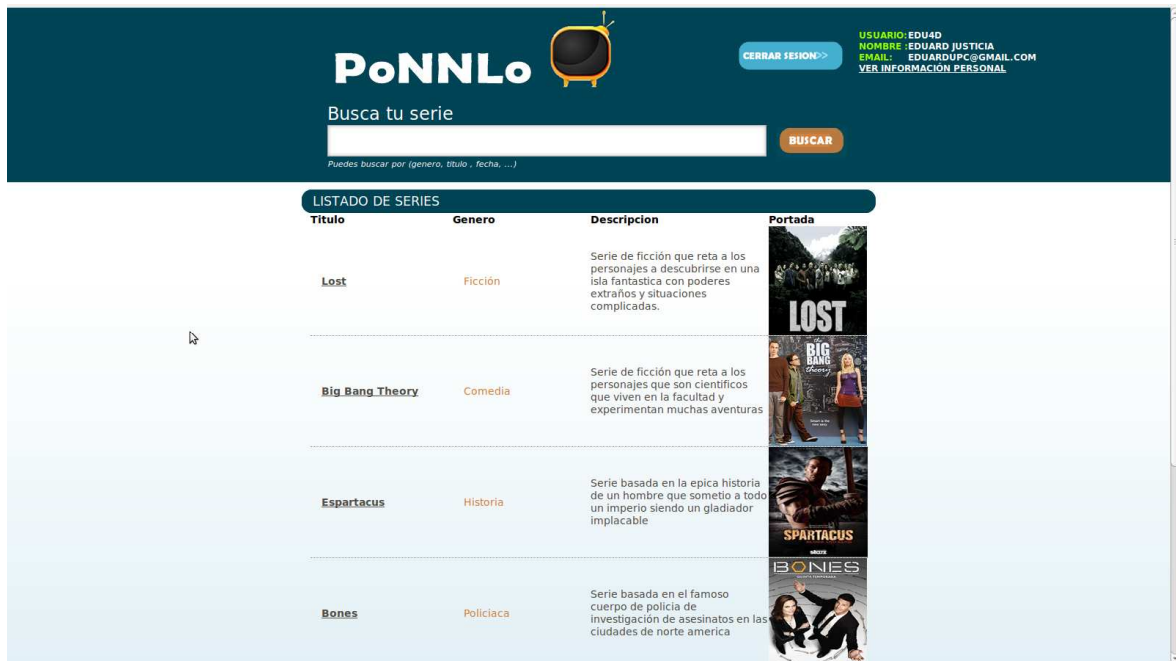 PoNNLo
CERRAR SESION>>
USUARIO: EDU4D
NOMBRE : EDUARD JUSTICIA
EMAIL: EDUARDUPC@GMAIL.COM
VER INFORMACIÓN PERSONAL
Busca tu serie
BUSCAR
Puedes buscar por (genero, titulo , fecha, ...)
LISTADO DE SERIES
Titulo Genero Descripcion Portada
Lost
Ficción
Serie de ficción que reta a los
personajes a descubrirse en una
isla fantastica con poderes
extraños y situaciones
complicadas.
LOST
Big Bang Theory
Comedia
Serie de ficción que reta a los
personajes que son cientificos
que viven en la facultad y
experimentan muchas aventuras
the
BIG
BANG
theory
Espartacus
Historia
Serie basada en la epica historia
de un hombre que sometio a todo
un imperio siendo un gladiador
implacable
SPARTACUS
Bones
Policiaca
Serie basada en el famoso
cuerpo de policia de
investigación de asesinatos en las
ciudades de norte america
BONES